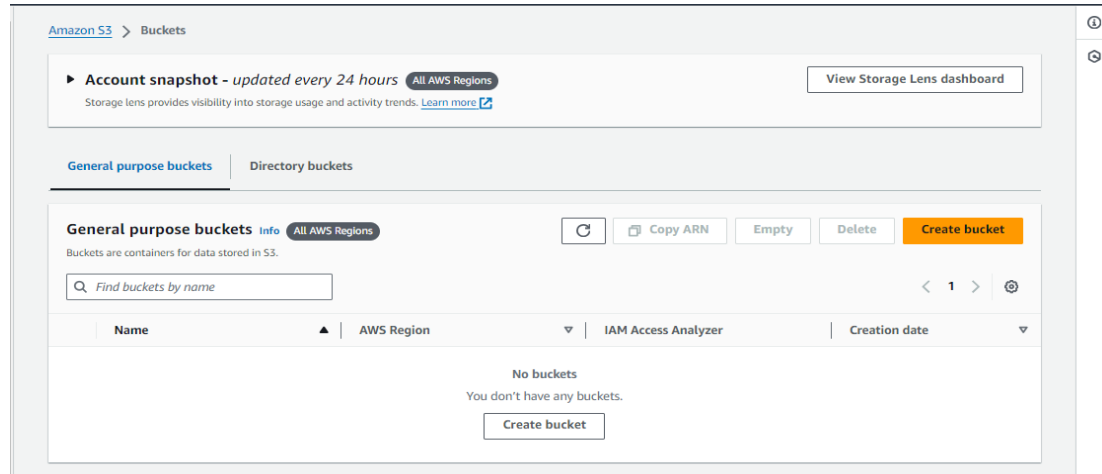 Amazon S3 > Buckets
Account snapshot - updated every 24 hours All AWS Regions
View Storage Lens dashboard
Storage lens provides visibility into storage usage and activity trends. Learn more
General purpose buckets Directory buckets
General purpose buckets Info All AWS Regions
Copy ARN Empty Delete Create bucket
Buckets are containers for data stored in S3.
Find buckets by name
< 1 >
Name AWS Region IAM Access Analyzer Creation date
No buckets
You don't have any buckets.
Create bucket